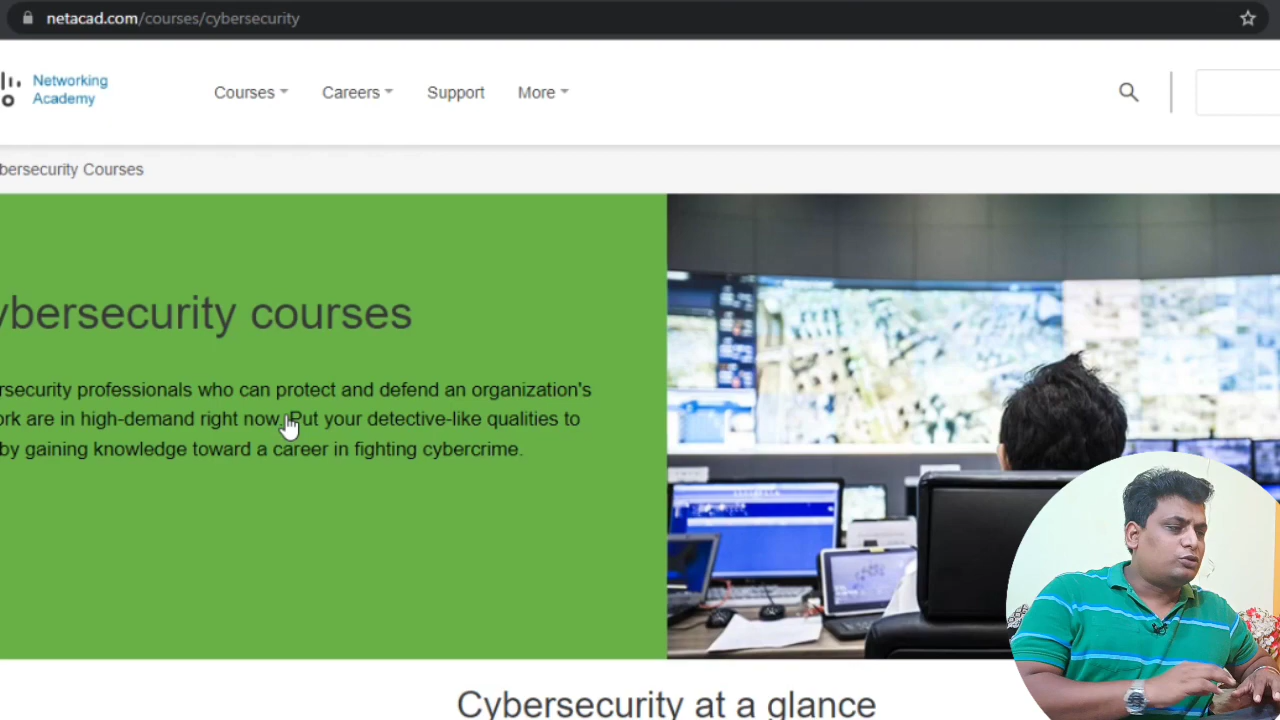 netacad.com/courses/cybersecurity
Networking
Academy
Courses
Careers
Support
More
bersecurity Courses
ybersecurity courses
rsecurity professionals who can protect and defend an organization's
ork are in high-demand right now. Put your detective-like qualities to
by gaining knowledge toward a career in fighting cybercrime.
Cybersecurity at a glance